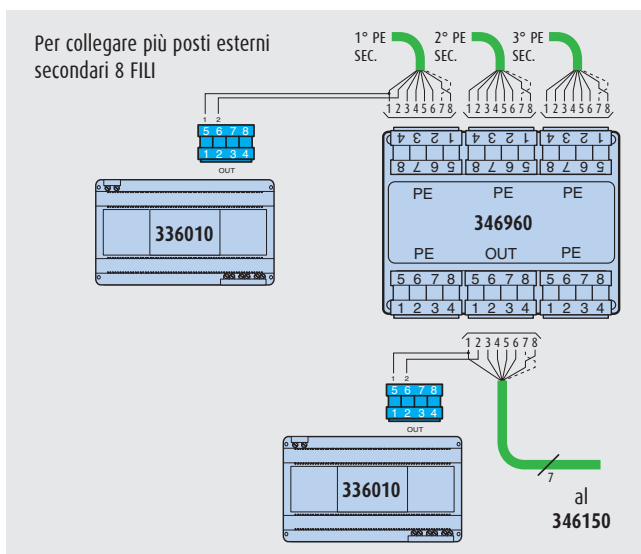 Per collegare più posti esterni
secondari 8 FILI
1° PE
SEC.
2° PE
SEC.
3° PE
SEC.
1 2 3 4 5 6 7 8
1 2 3 4 5 6 7 8
1 2 3 4 5 6 7 8
1 2
5 6 7 8
1 2 3 4
OUT
336010
4 3 2 1
8 7 6 5
4 3 2 1
8 7 6 5
4 3 2 1
8 7 6 5
PE PE PE
346960
PE OUT PE
5 6 7 8
1 2 3 4
5 6 7 8
1 2 3 4
5 6 7 8
1 2 3 4
1 2 3 4 5 6 7 8
1 2
5 6 7 8
1 2 3 4
OUT
336010
7
al
346150